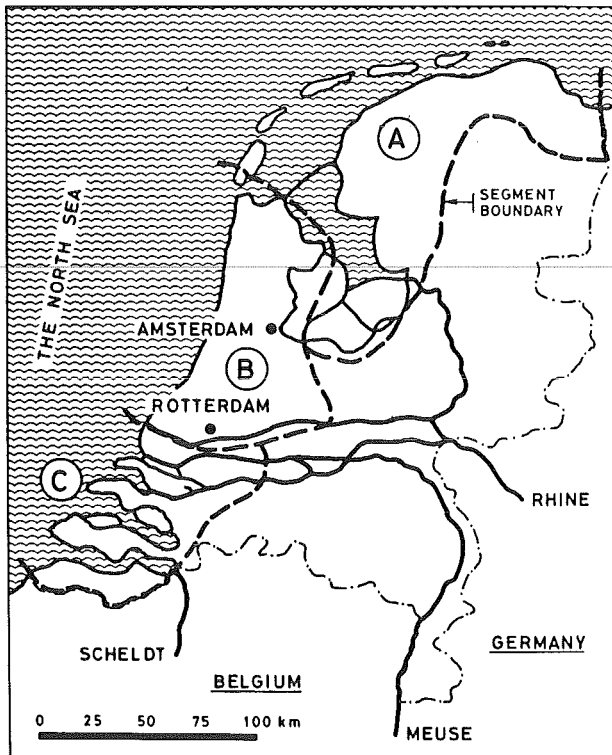 A
SEGMENT
BOUNDARY
THE NORTH SEA
AMSTERDAM
B
ROTTERDAM
C
RHINE
SCHELDT
GERMANY
BELGIUM
0 25 50 75 100 km
MEUSE